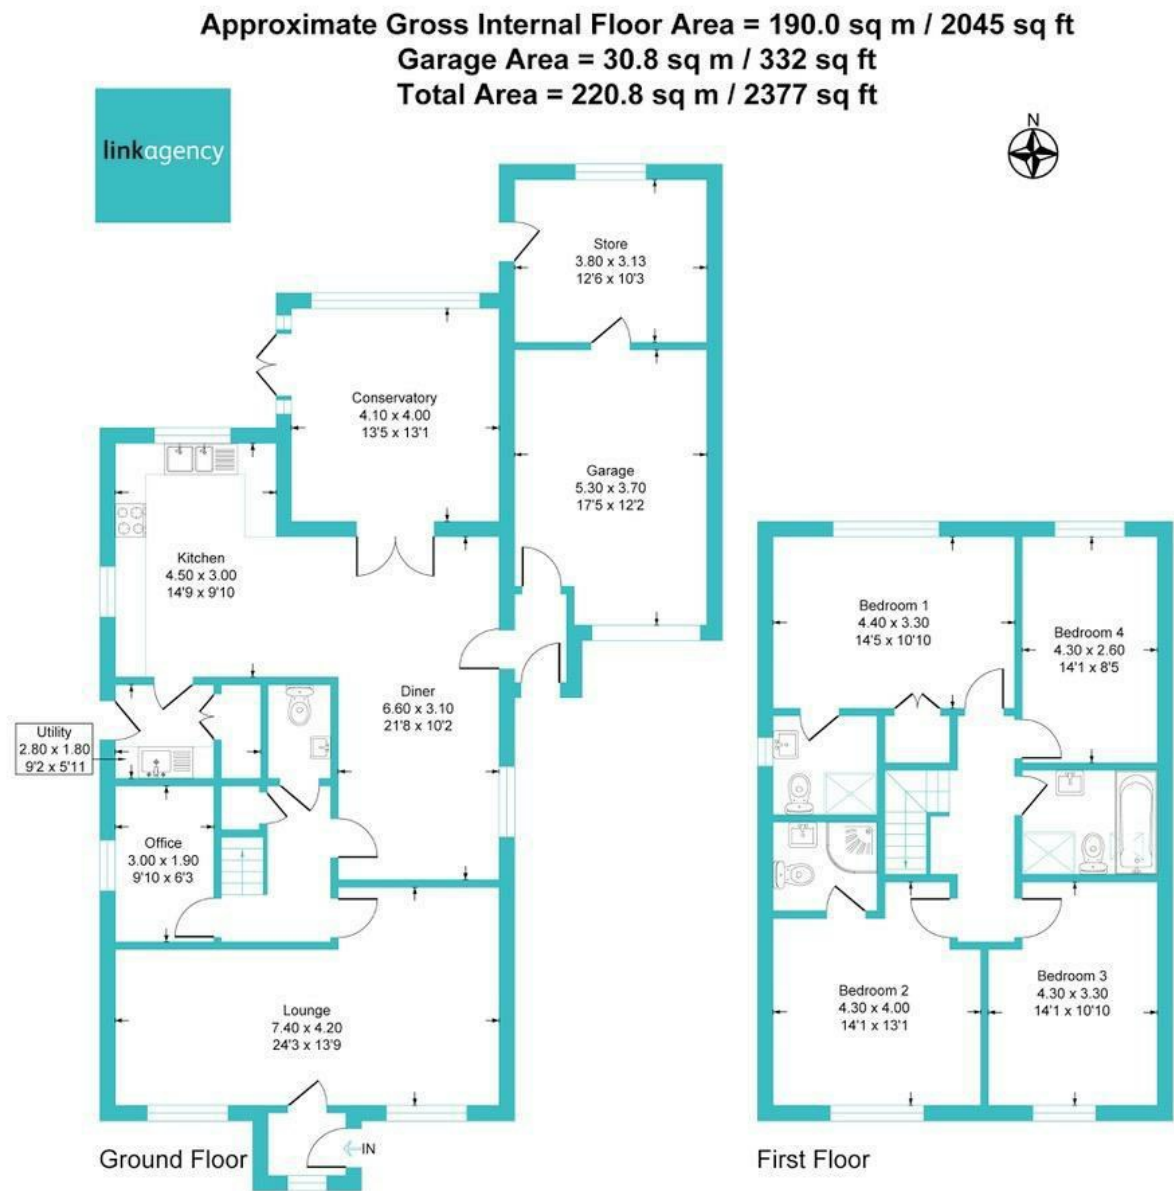 Approximate Gross Internal Floor Area = 190.0 sq m / 2045 sq ft
Garage Area = 30.8 sq m / 332 sq ft
Total Area = 220.8 sq m / 2377 sq ft
linkagency
N
Store
3.80 x 3.13
12'6 x 10'3
Conservatory
4.10 x 4.00
13'5 x 13'1
Garage
5.30 x 3.70
17'5 x 12'2
Kitchen
4.50 x 3.00
14'9 x 9'10
Diner
6.60 x 3.10
21'8 x 10'2
Utility
2.80 x 1.80
9'2 x 5'11
Office
3.00 x 1.90
9'10 x 6'3
Lounge
7.40 x 4.20
24'3 x 13'9
IN
Ground Floor
Bedroom 1
4.40 x 3.30
14'5 x 10'10
Bedroom 4
4.30 x 2.60
14'1 x 8'5
Bedroom 2
4.30 x 4.00
14'1 x 13'1
Bedroom 3
4.30 x 3.30
14'1 x 10'10
First Floor